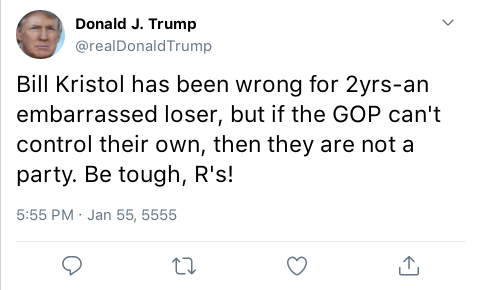 Donald J. Trump
@realDonaldTrump
Bill Kristol has been wrong for 2yrs-an
embarrassed loser, but if the GOP can't
control their own, then they are not a
party. Be tough, R's!
5:55 PM · Jan 55, 5555